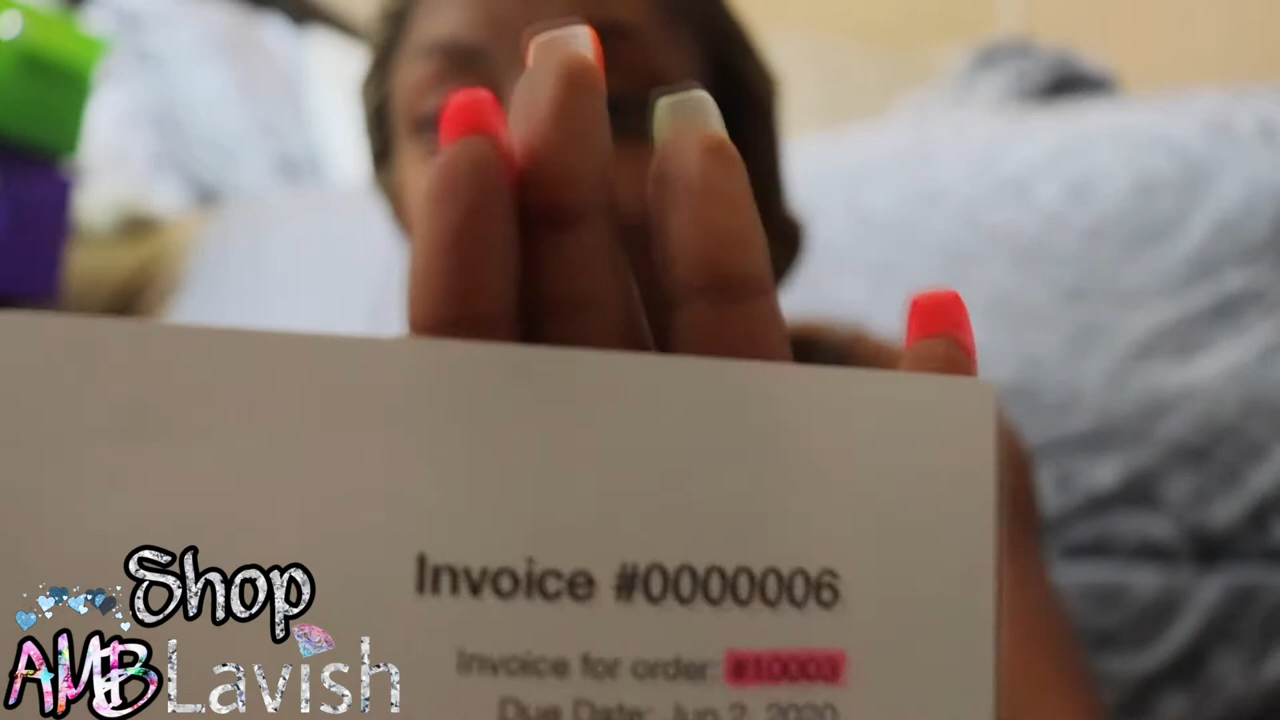 Invoice #0000006
Invoice for order: #10003
Due Date: Jun 2, 2020
Shop
AMB Lavish